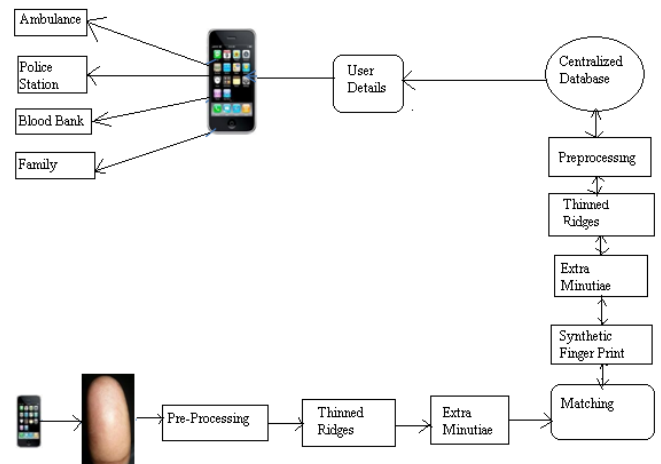 Ambulance
Police
Station
Blood Bank
Family
User
Details
Centralized
Database
Preprocessing
Thinned
Ridges
Extra
Minutiae
Synthetic
Finger Print
Matching
Pre-Processing
Thinned
Ridges
Extra
Minutiae